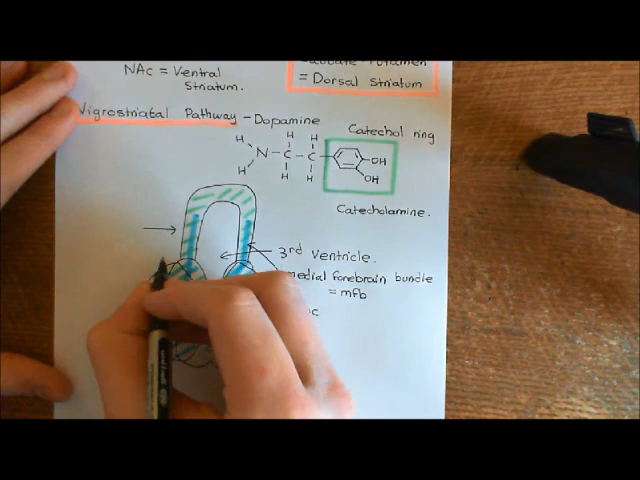 NAc = Ventral
Striatum.
= Dorsal Striatum
Nigrostriatal Pathway - Dopamine
Catechol ring
H
H
H
N - C - C
OH
H
H
H
OH
Catecholamine.
3rd Ventricle.
medial forebrain bundle
= mfb